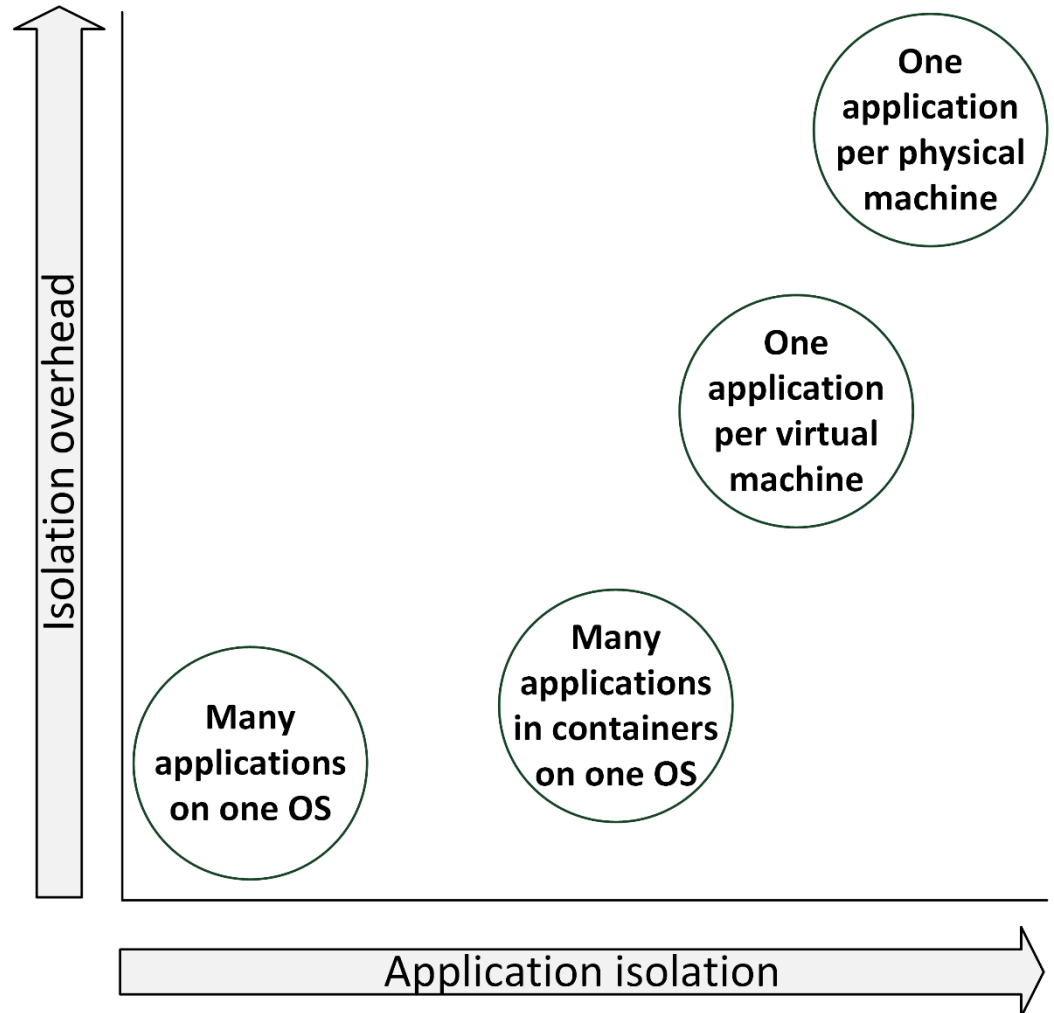 One
application
per physical
machine
One
application
per virtual
machine
Many
applications
in containers
on one OS
Many
applications
on one OS
Isolation overhead
Application isolation